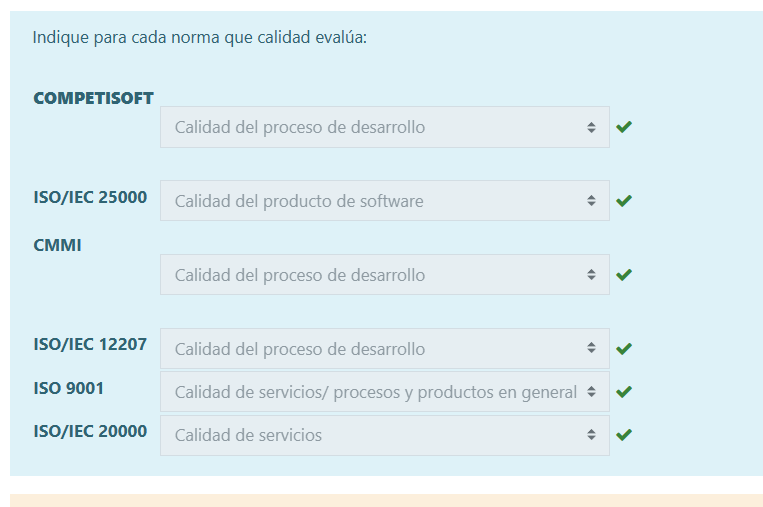 Indique para cada norma que calidad evalúa:
COMPETISOFT
Calidad del proceso de desarrollo
ISO/IEC 25000
Calidad del producto de software
CMMI
Calidad del proceso de desarrollo
ISO/IEC 12207
Calidad del proceso de desarrollo
ISO 9001
Calidad de servicios/ procesos y productos en general
ISO/IEC 20000
Calidad de servicios